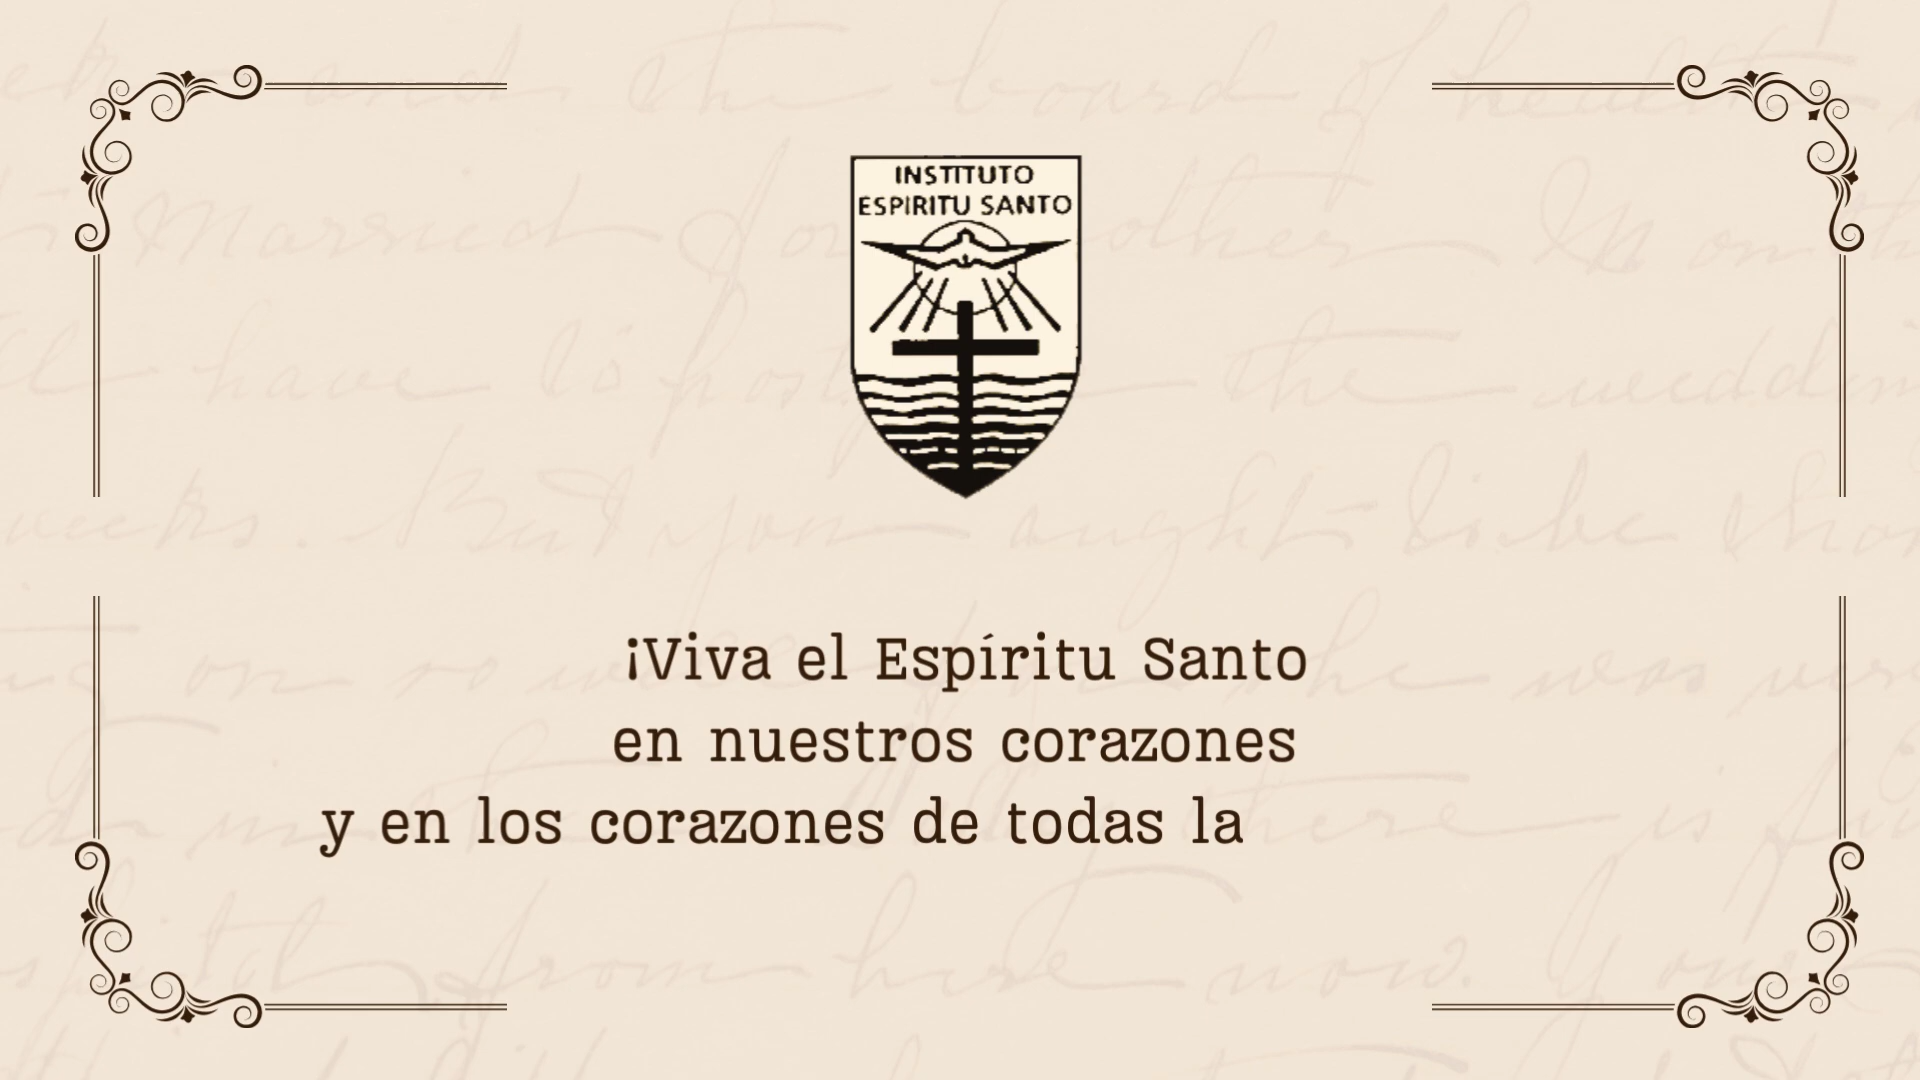 INSTITUTO
ESPIRITU SANTO
¡Viva el Espíritu Santo
en nuestros corazones
y en los corazones de todas la